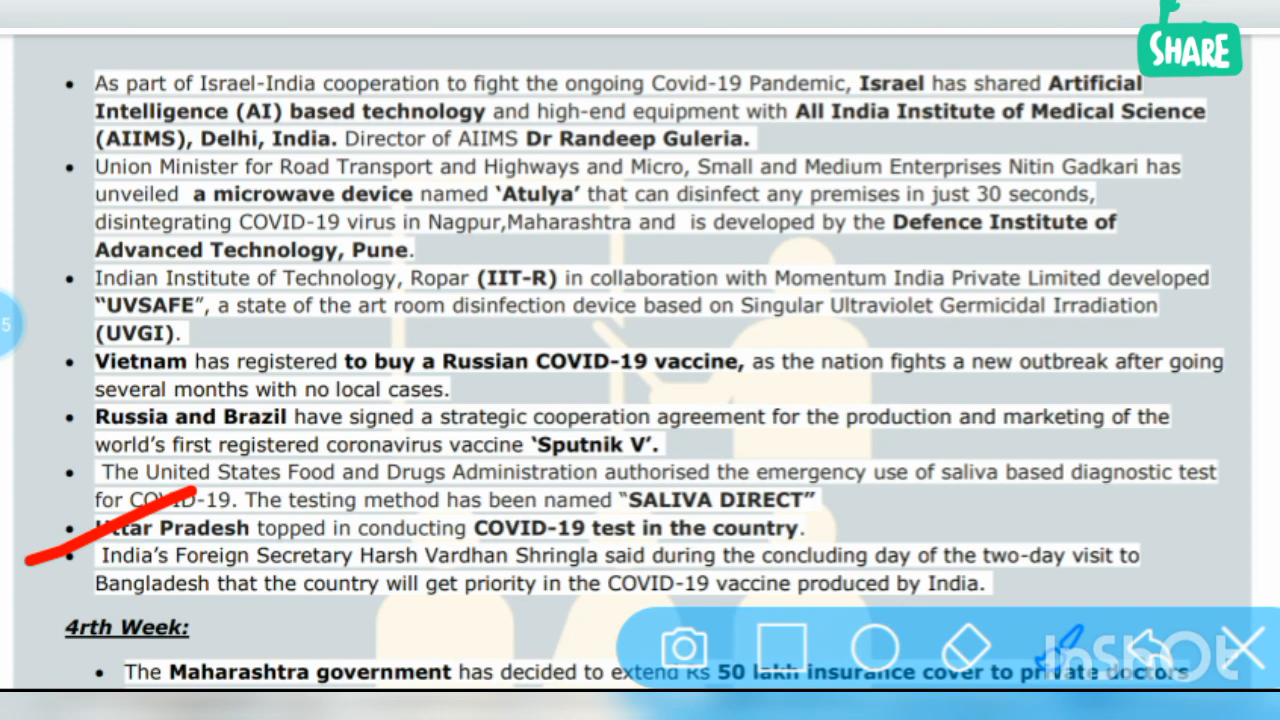 SHARE
• As part of Israel-India cooperation to fight the ongoing Covid-19 Pandemic, Israel has shared Artificial
Intelligence (AI) based technology and high-end equipment with All India Institute of Medical Science
(AIIMS), Delhi, India. Director of AIIMS Dr Randeep Guleria.
• Union Minister for Road Transport and Highways and Micro, Small and Medium Enterprises Nitin Gadkari has
unveiled a microwave device named ‘Atulya’ that can disinfect any premises in just 30 seconds,
disintegrating COVID-19 virus in Nagpur,Maharashtra and is developed by the Defence Institute of
Advanced Technology, Pune.
• Indian Institute of Technology, Ropar (IIT-R) in collaboration with Momentum India Private Limited developed
“UVSAFE”, a state of the art room disinfection device based on Singular Ultraviolet Germicidal Irradiation
(UVGI).
• Vietnam has registered to buy a Russian COVID-19 vaccine, as the nation fights a new outbreak after going
several months with no local cases.
• Russia and Brazil have signed a strategic cooperation agreement for the production and marketing of the
world’s first registered coronavirus vaccine ‘Sputnik V’.
• The United States Food and Drugs Administration authorised the emergency use of saliva based diagnostic test
for COVID-19. The testing method has been named “SALIVA DIRECT”
• Uttar Pradesh topped in conducting COVID-19 test in the country.
• India’s Foreign Secretary Harsh Vardhan Shringla said during the concluding day of the two-day visit to
Bangladesh that the country will get priority in the COVID-19 vaccine produced by India.
4rth Week:
• The Maharashtra government has decided to extend Rs 50 lakh insurance cover to private doctors
5
InShOt